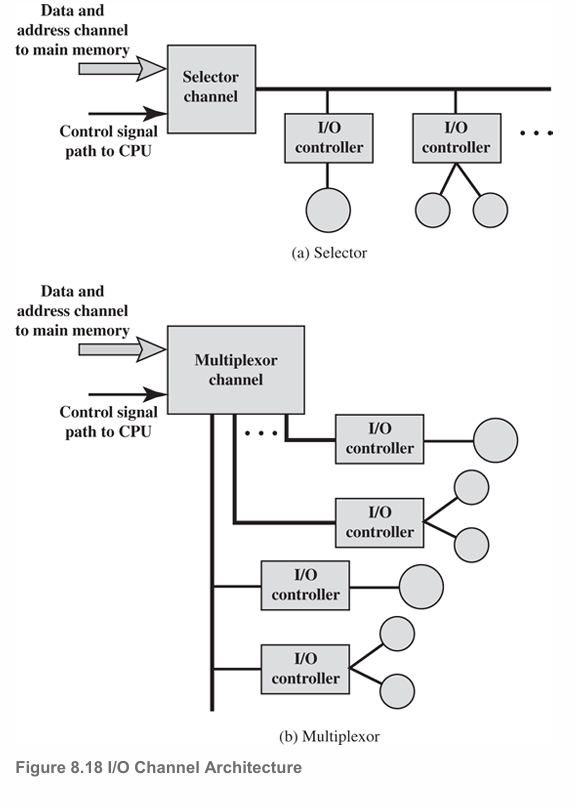 Data and
address channel
to main memory
Selector
channel
Control signal
path to CPU
I/O
controller
I/O
controller
• • •
(a) Selector
Data and
address channel
to main memory
Multiplexor
channel
Control signal
path to CPU
• • •
I/O
controller
I/O
controller
I/O
controller
I/O
controller
(b) Multiplexor
Figure 8.18 I/O Channel Architecture